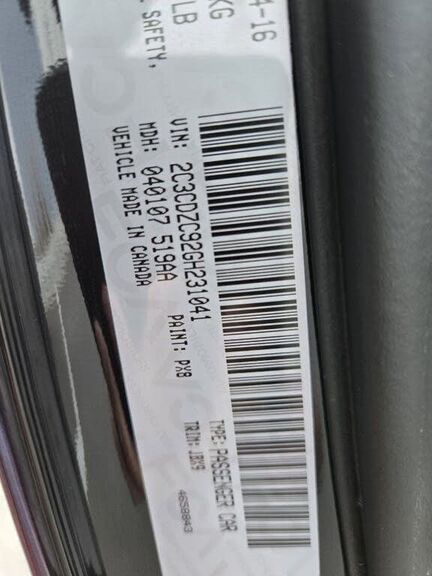 4-16
KG
LB
SAFETY,
VIN: 2C3CDZC92GH231041
TYPE: PASSENGER CAR
MDH: 040107 519AA
PAINT: PX8
TRIM: JBX9
VEHICLE MADE IN CANADA
4658843